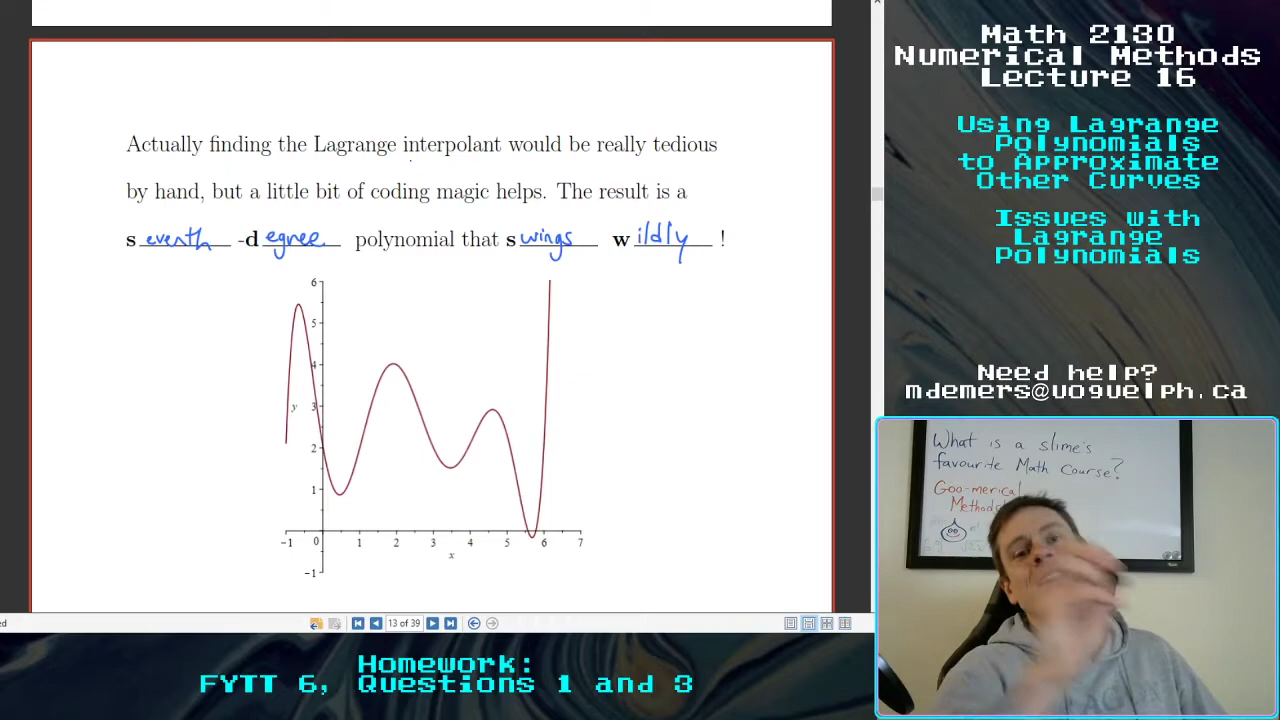 Actually finding the Lagrange interpolant would be really tedious
by hand, but a little bit of coding magic helps. The result is a
seventh -degree polynomial that swings wildly !
6
5
4
3
2
1
0
-1
y
-1 1 2 3 4 5 6 7
x
13 of 39
Math 2130
Numerical Methods
Lecture 16
Using Lagrange
Polynomials
to Approximate
Other Curves
Issues with
Lagrange
Polynomials
Need help?
mdemers@uoguelph.ca
What is a slime's
favourite Math Course?
Goo-merical
Methods
Homework:
FYTT 6, Questions 1 and 3